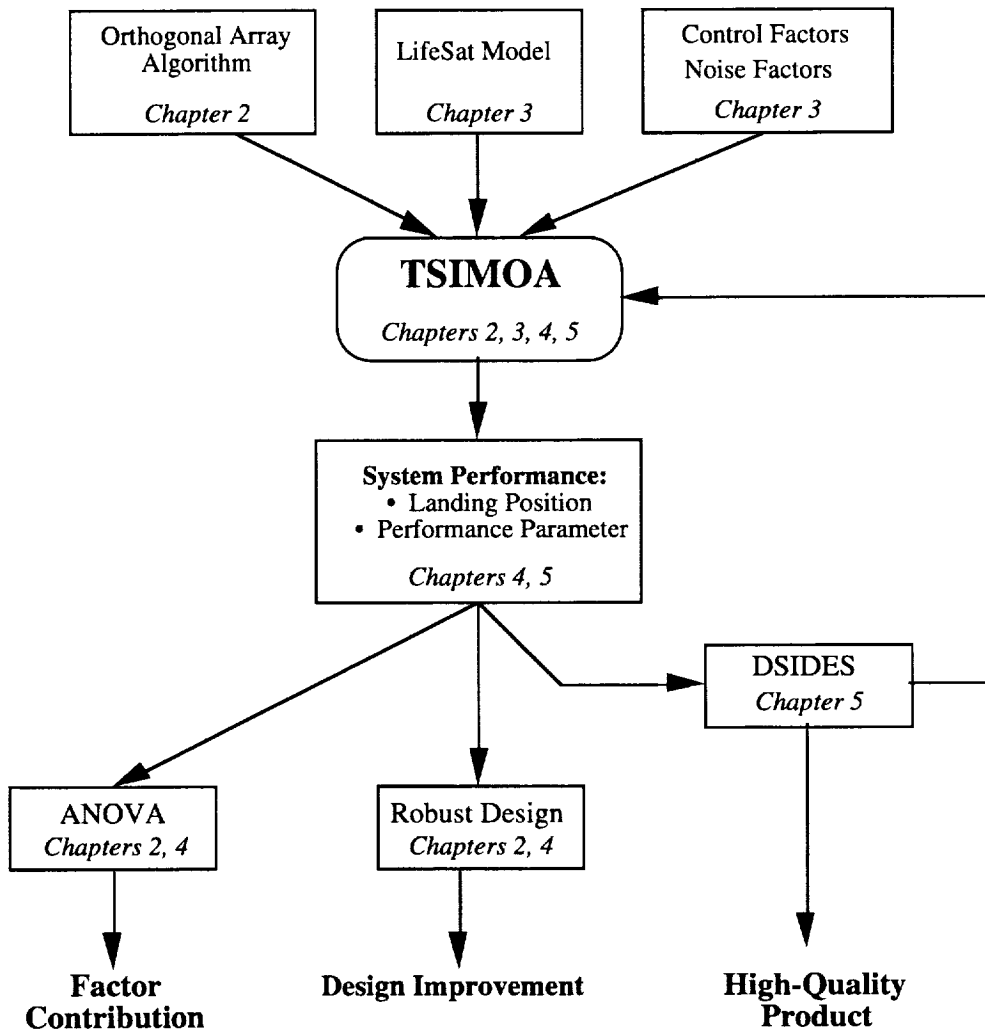 Orthogonal Array
Algorithm
Chapter 2
LifeSat Model
Chapter 3
Control Factors
Noise Factors
Chapter 3
TSIMOA
Chapters 2, 3, 4, 5
System Performance:
• Landing Position
• Performance Parameter
Chapters 4, 5
DSIDES
Chapter 5
ANOVA
Chapters 2, 4
Robust Design
Chapters 2, 4
Factor
Contribution
Design Improvement
High-Quality
Product